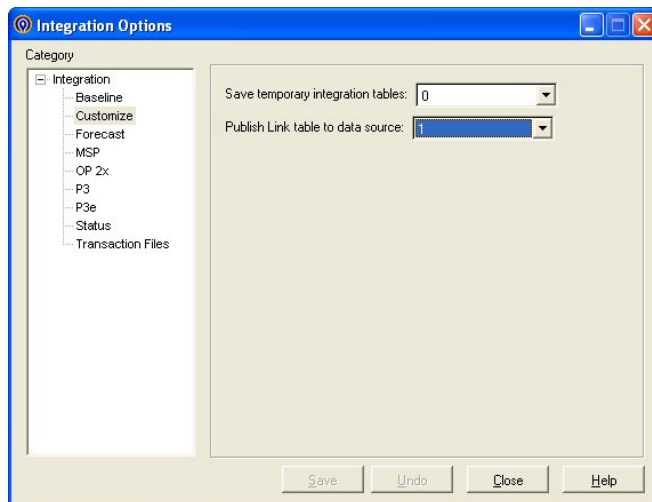 Integration Options
Category
Integration
Baseline
Customize
Forecast
MSP
OP 2x
P3
P3e
Status
Transaction Files
Save temporary integration tables: 0
Publish Link table to data source: 1
Save Undo Close Help